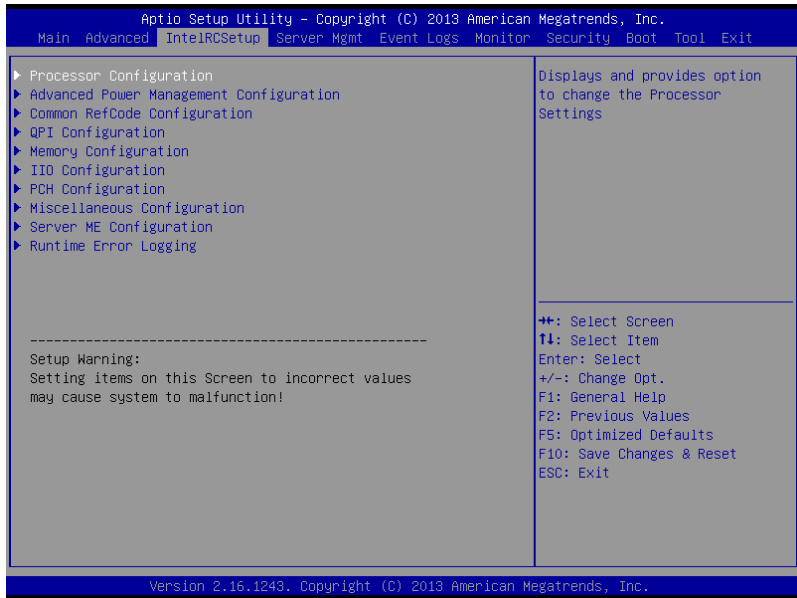 Aptio Setup Utility – Copyright (C) 2013 American Megatrends, Inc.
Main Advanced IntelRCSetup Server Mgmt Event Logs Monitor Security Boot Tool Exit
Processor Configuration
Advanced Power Management Configuration
Common RefCode Configuration
QPI Configuration
Memory Configuration
IIO Configuration
PCH Configuration
Miscellaneous Configuration
Server ME Configuration
Runtime Error Logging
------------------------------------------------
Setup Warning:
Setting items on this Screen to incorrect values
may cause system to malfunction!
Displays and provides option
to change the Processor
Settings
→←: Select Screen
↑↓: Select Item
Enter: Select
+/-: Change Opt.
F1: General Help
F2: Previous Values
F5: Optimized Defaults
F10: Save Changes & Reset
ESC: Exit
Version 2.16.1243. Copyright (C) 2013 American Megatrends, Inc.